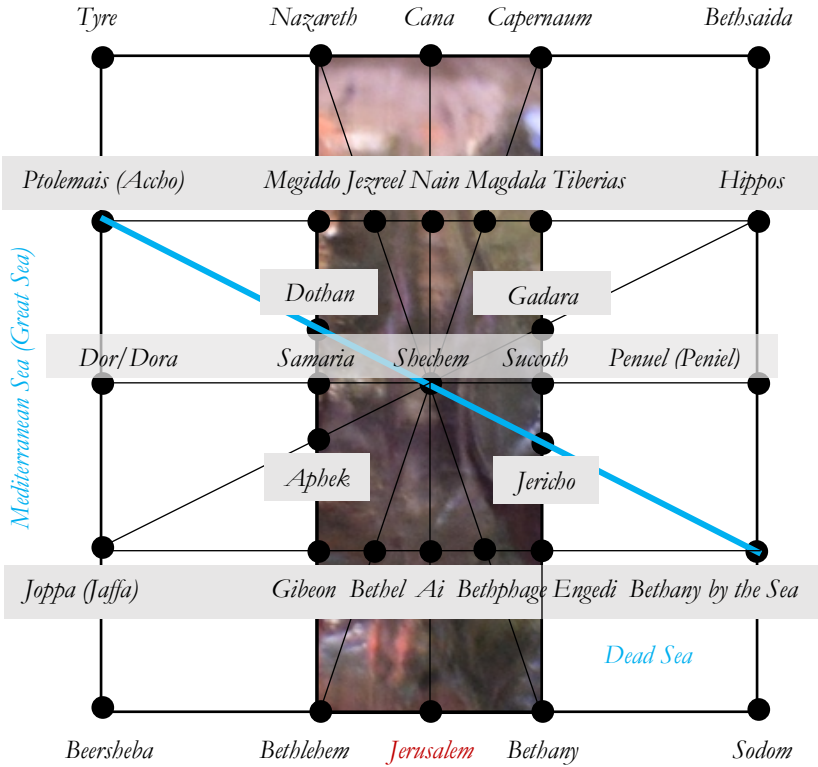 Tyre Nazareth Cana Capernaum Bethsaida
Ptolemais (Accho) Megiddo Jezreel Nain Magdala Tiberias Hippos
Mediterranean Sea (Great Sea)
Dothan Gadara
Dor/Dora Samaria Shechem Succoth Penuel (Peniel)
Aphek Jericho
Joppa (Jaffa) Gibeon Bethel Ai Bethphage Engedi Bethany by the Sea
Dead Sea
Beersheba Bethlehem Jerusalem Bethany Sodom